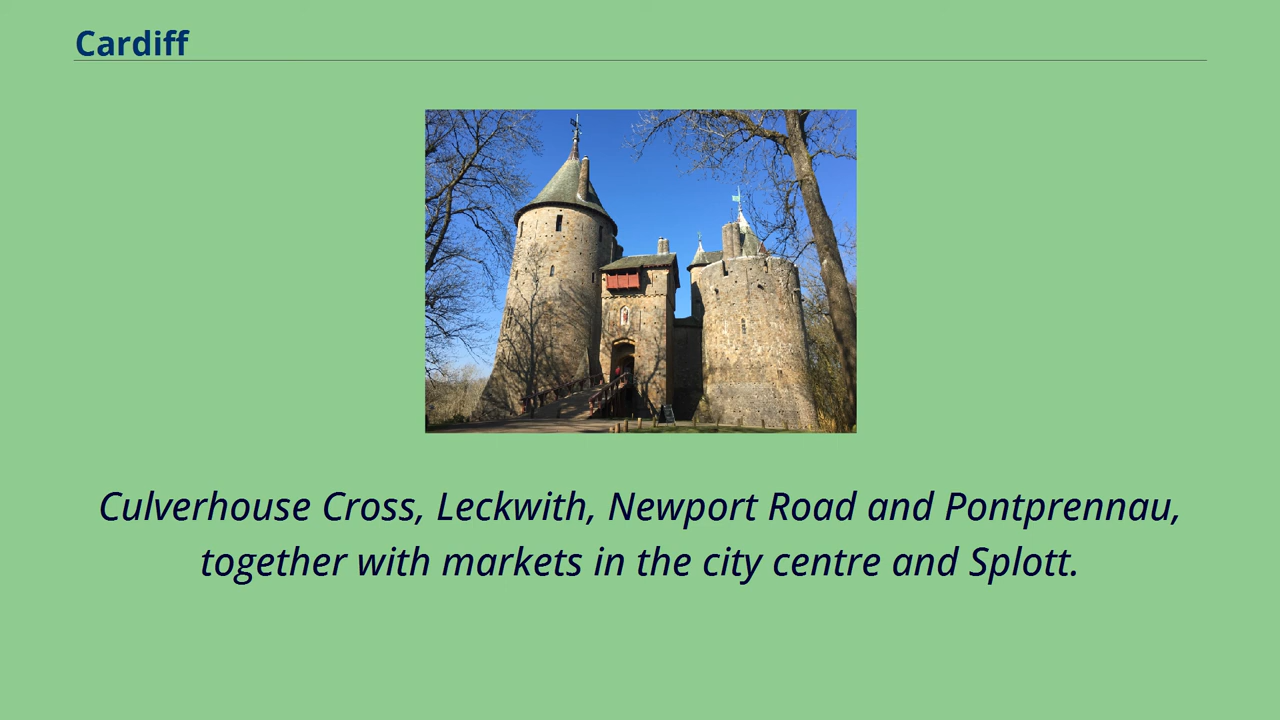 Cardiff
Culverhouse Cross, Leckwith, Newport Road and Pontprennau,
together with markets in the city centre and Splott.